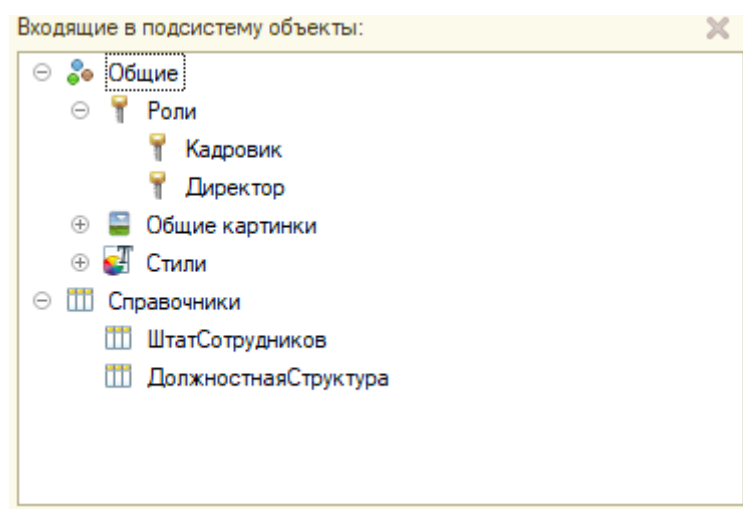 Входящие в подсистему объекты:
Общие
Роли
Кадровик
Директор
Общие картинки
Стили
Справочники
ШтатСотрудников
ДолжностнаяСтруктура